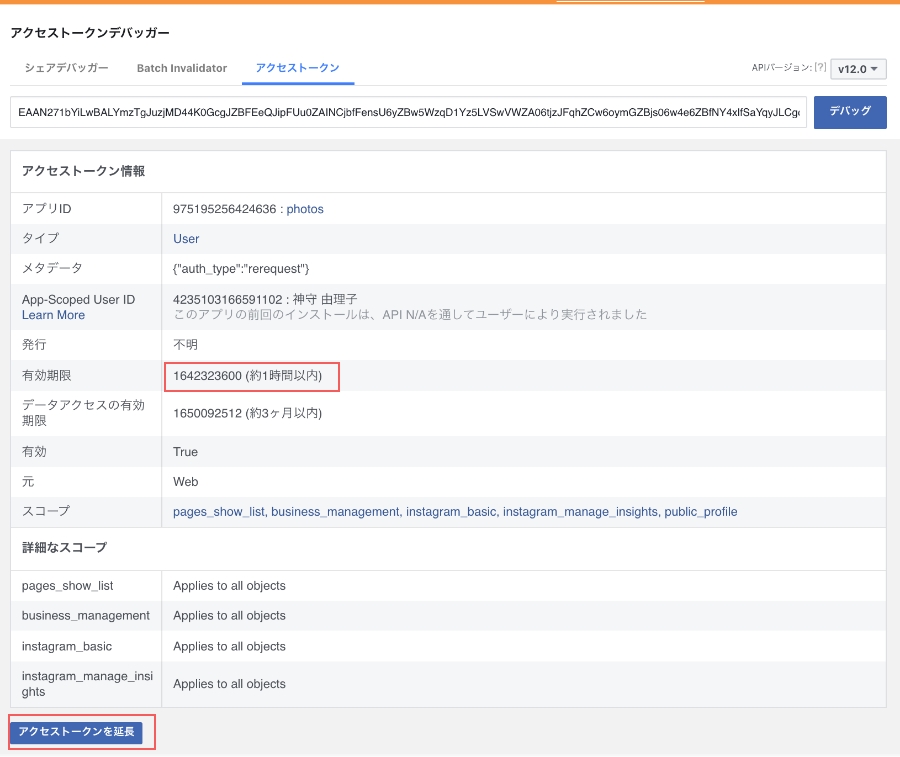 アクセストークンデバッガー
シェアデバッガー Batch Invalidator アクセストークン APIバージョン: [?] v12.0
EAAN271bYiLwBALYmzTgJuzjMD44K0GcgJZBFEeQJipFUu0ZAINCjbfFensU6yZBw5WzqD1Yz5LVSwVWZA06tjzJFqhZCw6oymGZBjs06w4e6ZBfNY4xIfSaYqyJLCg デバッグ
アクセストークン情報
アプリID 975195256424636 : photos
タイプ User
メタデータ {"auth_type":"rerequest"}
App-Scoped User ID 4235103166591102 : 神守 由理子
Learn More このアプリの前回のインストールは、API N/Aを通してユーザーにより実行されました
発行 不明
有効期限 1642323600 (約1時間以内)
データアクセスの有効
期限 1650092512 (約3ヶ月以内)
有効 True
元 Web
スコープ pages_show_list, business_management, instagram_basic, instagram_manage_insights, public_profile
詳細なスコープ
pages_show_list Applies to all objects
business_management Applies to all objects
instagram_basic Applies to all objects
instagram_manage_insi
ghts Applies to all objects
アクセストークンを延長